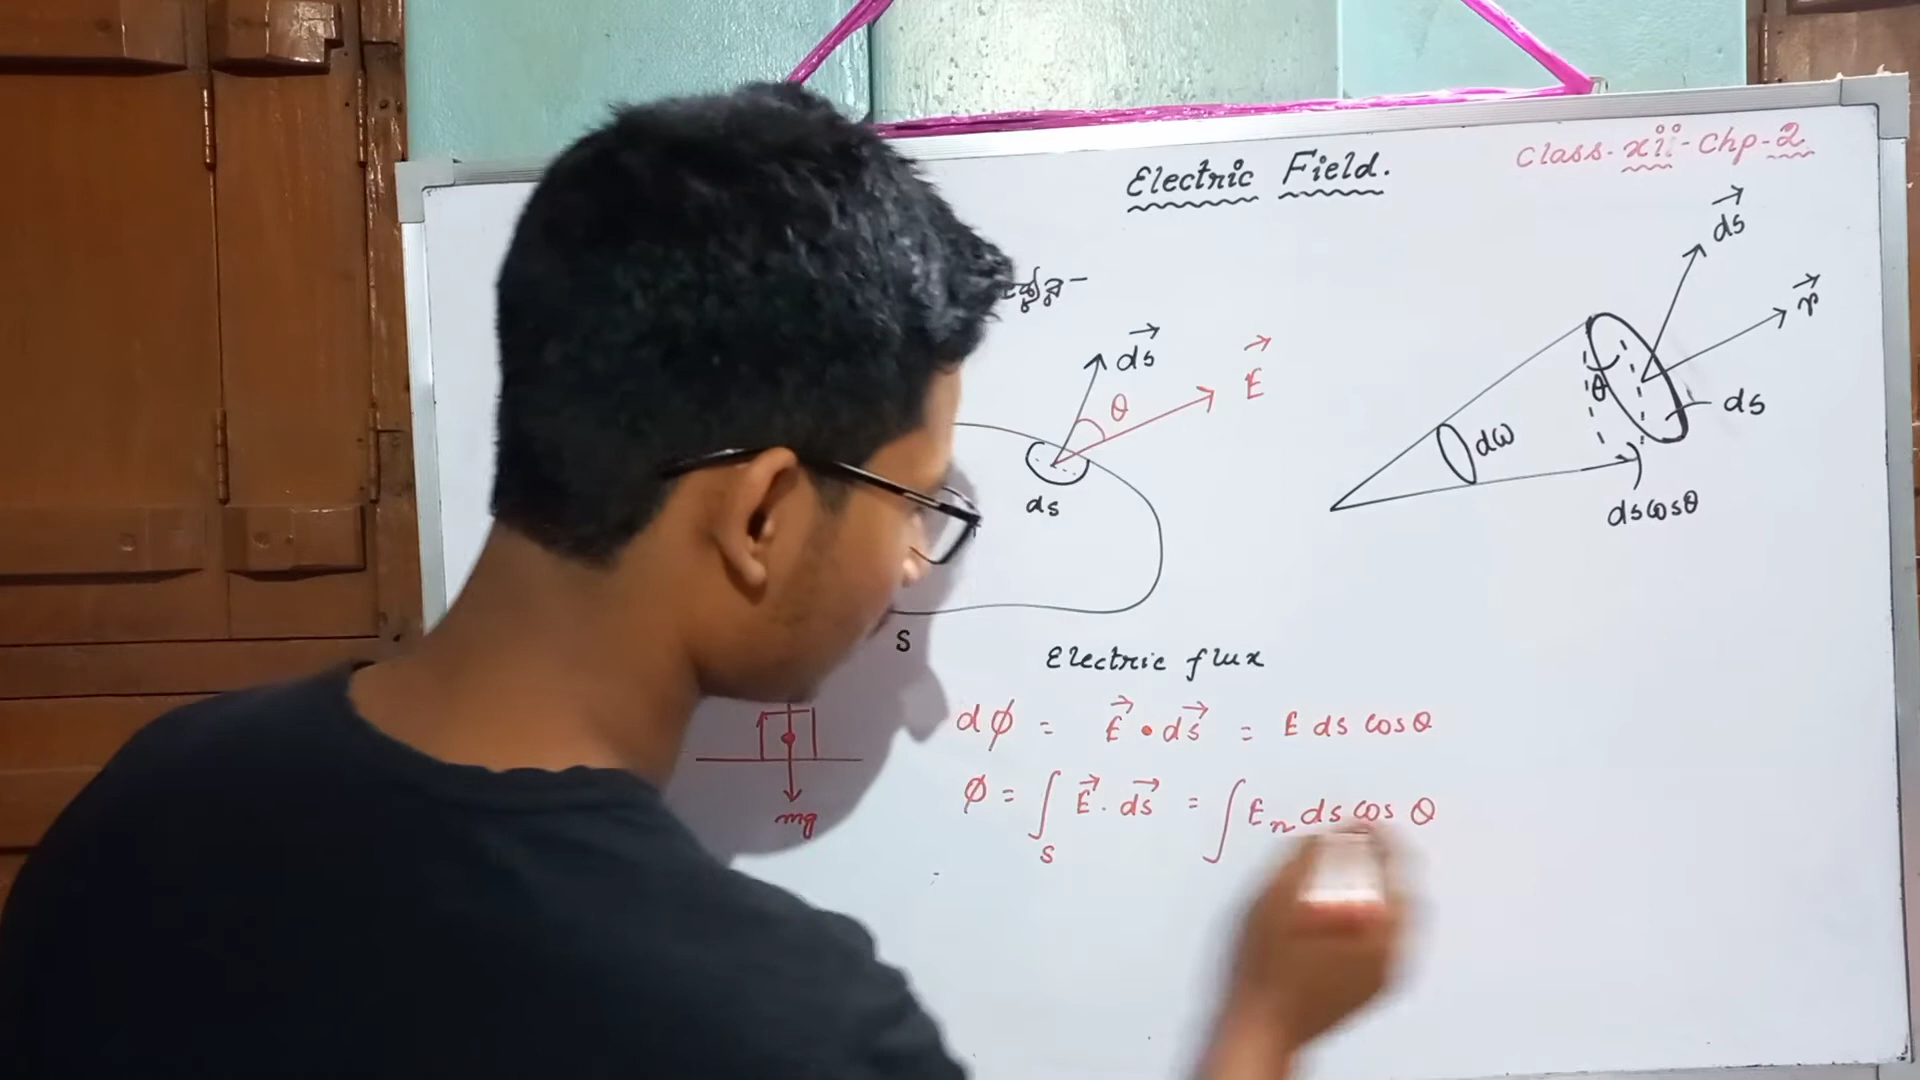 Electric Field.
Class-xii-Chp-2
ds
E
θ
ds
S
ds
r
θ
ds
dω
ds cosθ
Electric flux
dϕ = E • ds = E ds cosθ
ϕ = ∫ E . ds = ∫ En ds cos θ
S
mg